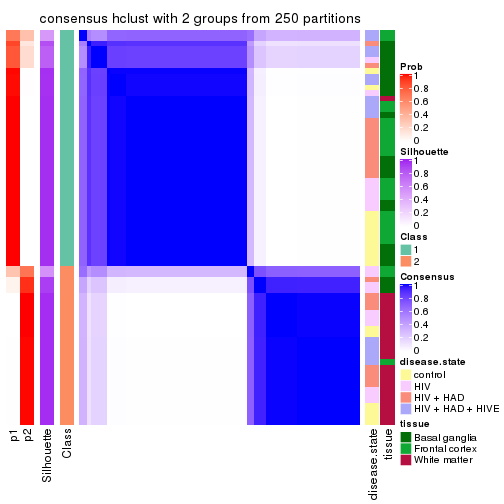 consensus hclust with 2 groups from 250 partitions
Prob
1
0.8
0.6
0.4
0.2
0
Silhouette
1
0.8
0.6
0.4
0.2
0
Class
1
2
Consensus
1
0.8
0.6
0.4
0.2
0
disease.state
control
HIV
HIV + HAD
HIV + HAD + HIVE
tissue
Basal ganglia
Frontal cortex
White matter
p1
p2
Silhouette
Class
disease.state
tissue